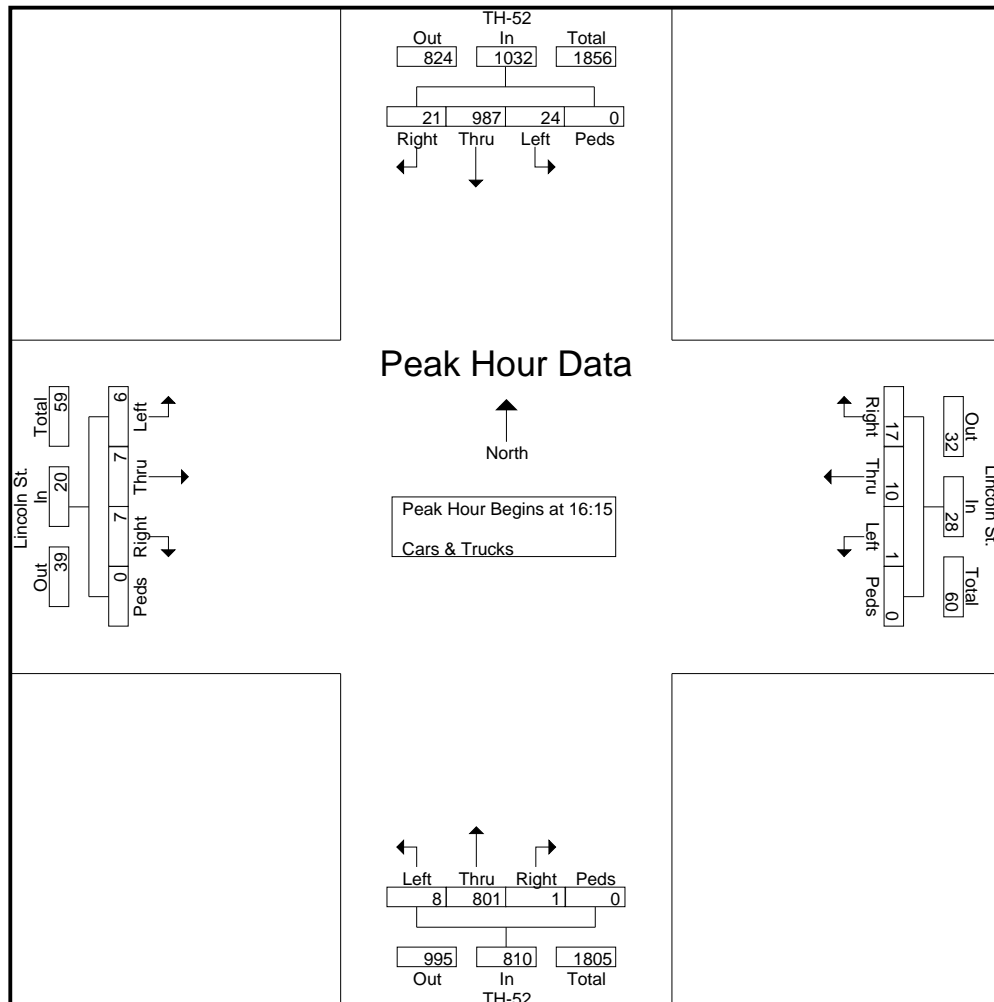 TH-52
Out In Total
824 1032 1856
21 987 24 0
Right Thru Left Peds
Peak Hour Data
North
Peak Hour Begins at 16:15
Cars & Trucks
Lincoln St.
Total In Out
59 20 39
6 7 7 0
Left Thru Right Peds
Right Thru Left Peds
17 10 1 0
Out In Total
32 28 60
Lincoln St.
Left Thru Right Peds
8 801 1 0
995 810 1805
Out In Total
TH-52